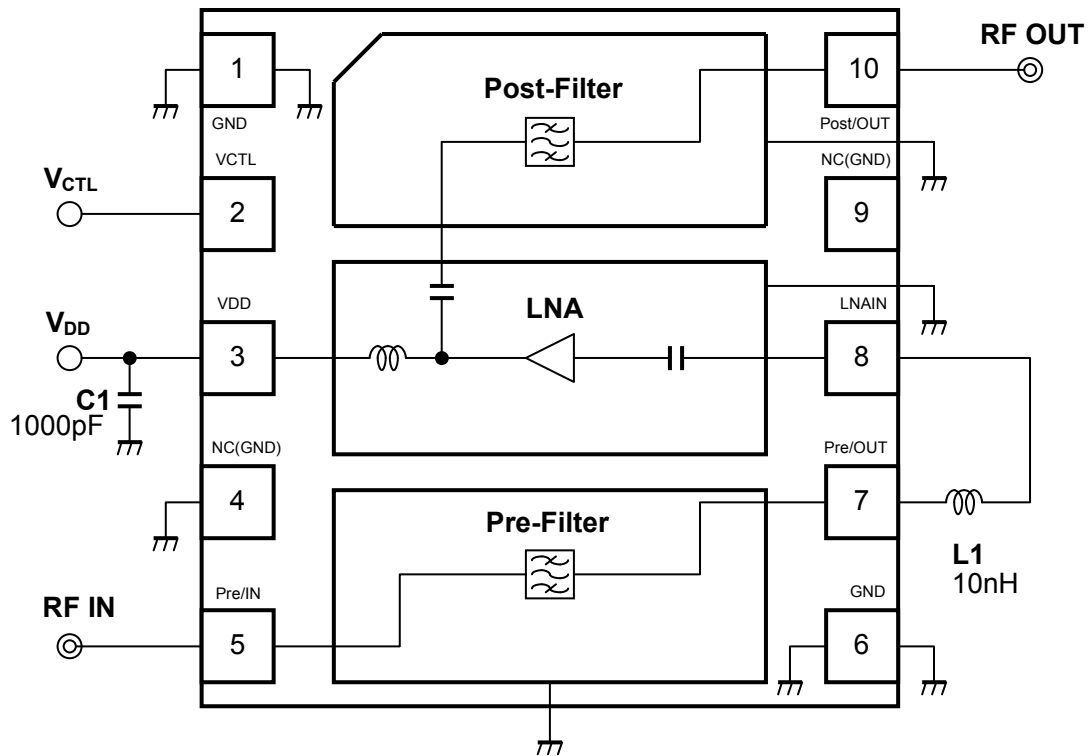 RF OUT
1
10
Post-Filter
GND
Post/OUT
VCTL
NC(GND)
VCTL
2
9
VDD
LNAIN
LNA
VDD
3
8
C1
1000pF
NC(GND)
Pre/OUT
4
7
Pre-Filter
L1
10nH
Pre/IN
GND
RF IN
5
6